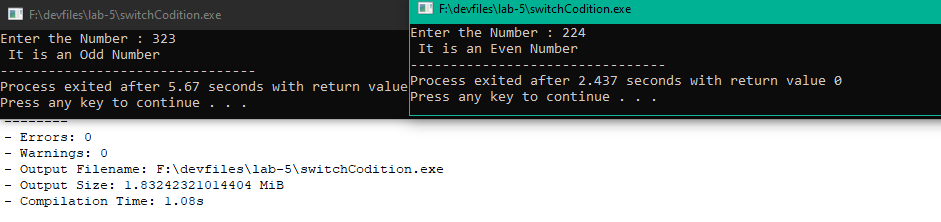 F:\devfiles\lab-5\switchCodition.exe
Enter the Number : 323
 It is an Odd Number
--------------------------------
Process exited after 5.67 seconds with return value
Press any key to continue . . .
F:\devfiles\lab-5\switchCodition.exe
Enter the Number : 224
 It is an Even Number
--------------------------------
Process exited after 2.437 seconds with return value 0
Press any key to continue . . .
--------
- Errors: 0
- Warnings: 0
- Output Filename: F:\devfiles\lab-5\switchCodition.exe
- Output Size: 1.83242321014404 MiB
- Compilation Time: 1.08s